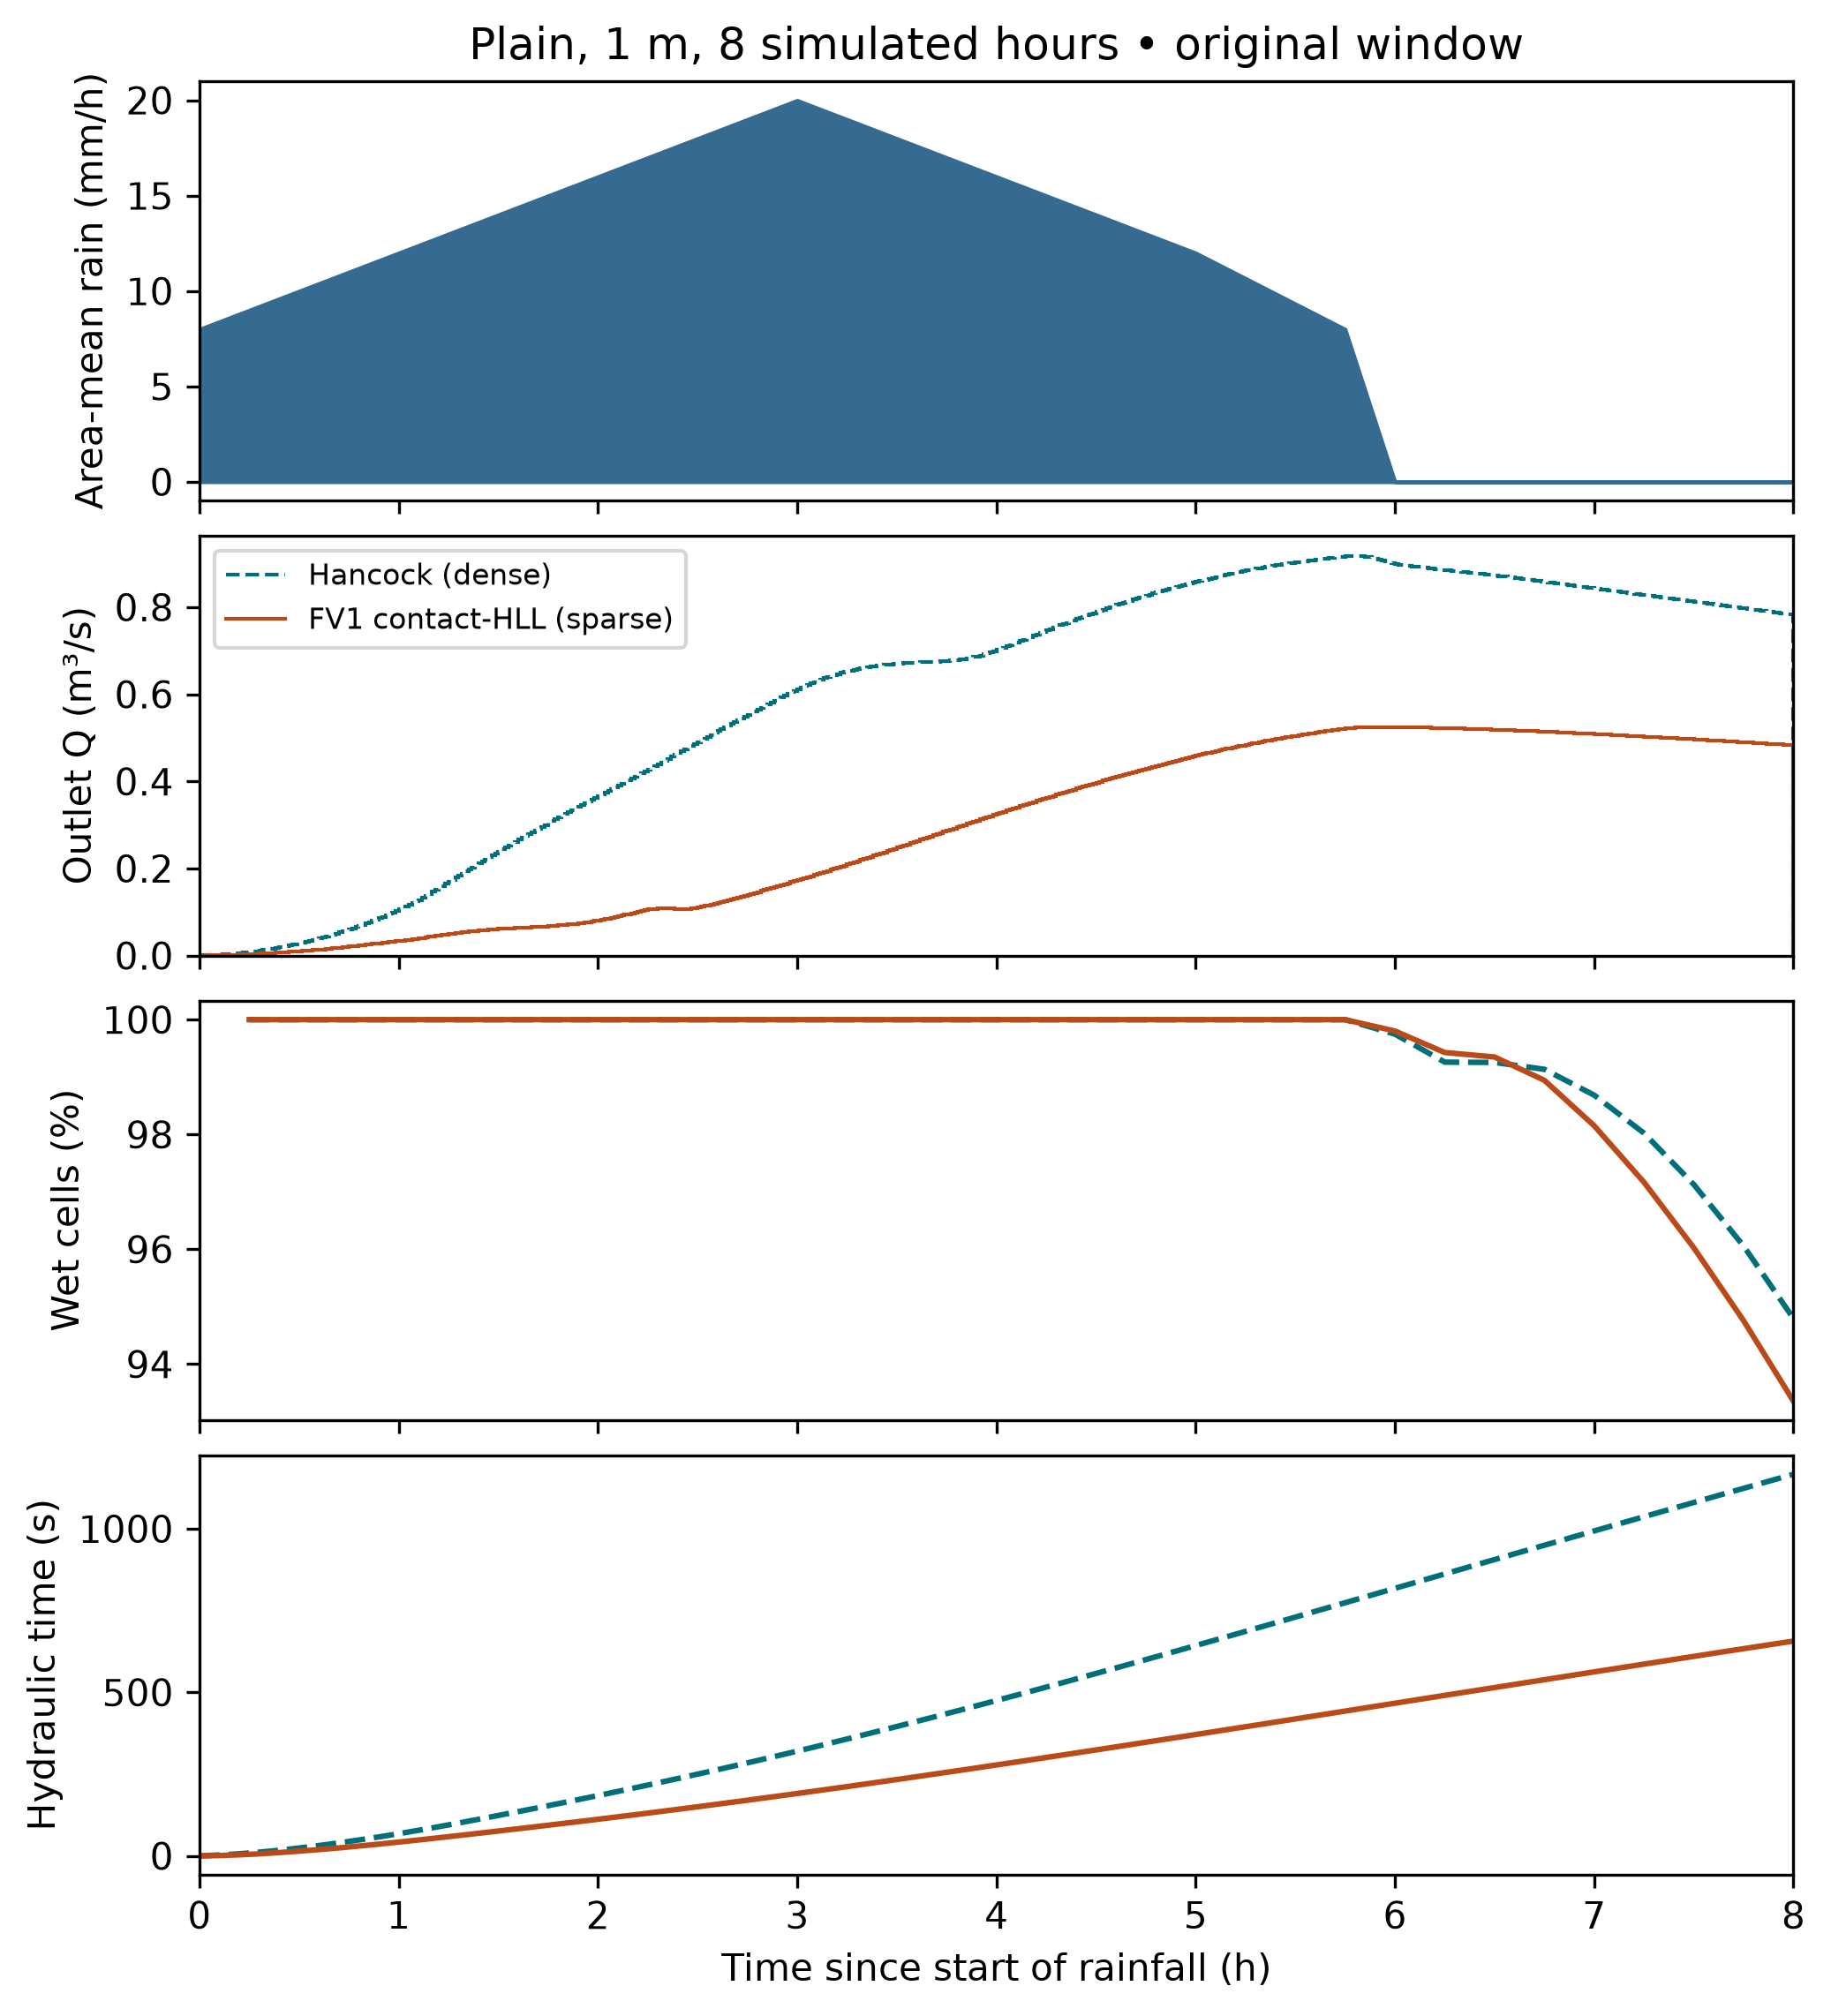 Plain, 1 m, 8 simulated hours • original window
Area-mean rain (mm/h)
20
15
10
5
0
Outlet Q (m³/s)
Hancock (dense)
FV1 contact-HLL (sparse)
0.8
0.6
0.4
0.2
0.0
Wet cells (%)
100
98
96
94
Hydraulic time (s)
1000
500
0
0 1 2 3 4 5 6 7 8
Time since start of rainfall (h)